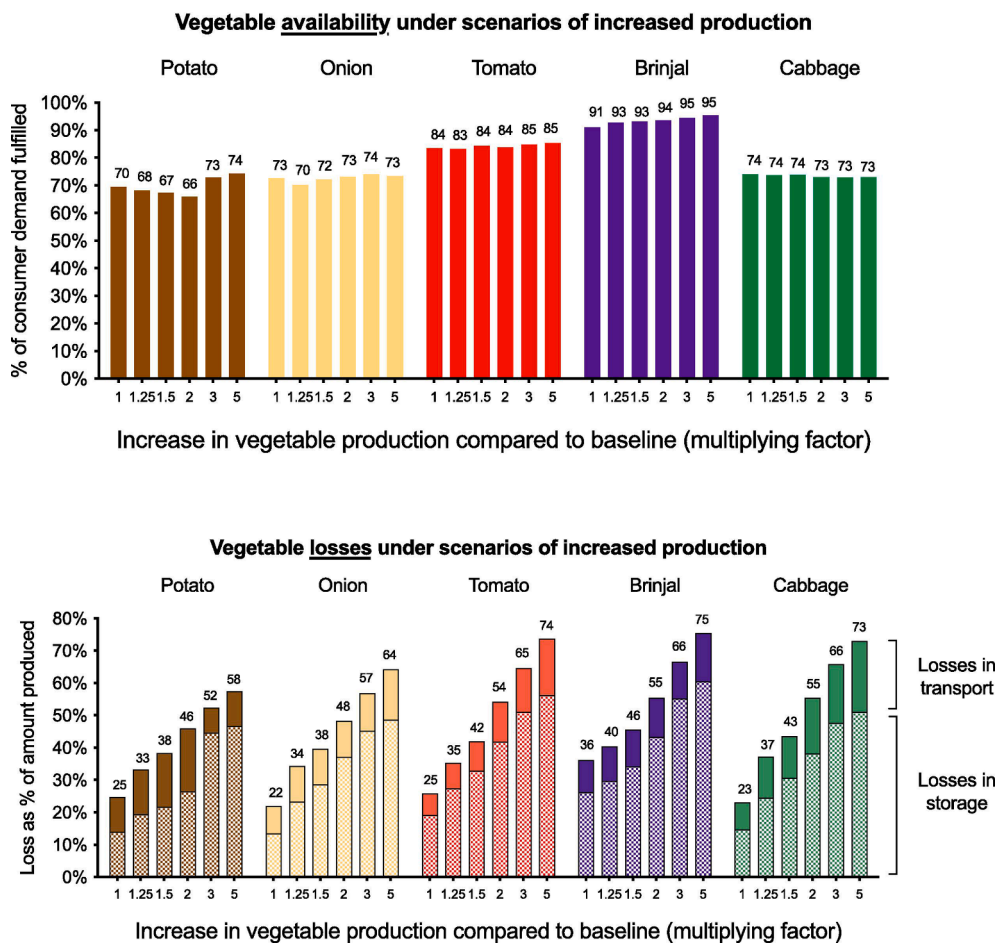 Vegetable availability under scenarios of increased production
Potato Onion Tomato Brinjal Cabbage
% of consumer demand fulfilled
100%
90%
80%
70%
60%
50%
40%
30%
20%
10%
0%
70 68 67 66 73 74
73 70 72 73 74 73
84 83 84 84 85 85
91 93 93 94 95 95
74 74 74 73 73 73
1 1.25 1.5 2 3 5 1 1.25 1.5 2 3 5 1 1.25 1.5 2 3 5 1 1.25 1.5 2 3 5 1 1.25 1.5 2 3 5
Increase in vegetable production compared to baseline (multiplying factor)
Vegetable losses under scenarios of increased production
Potato Onion Tomato Brinjal Cabbage
Loss as % of amount produced
80%
70%
60%
50%
40%
30%
20%
10%
0%
25 33 38 46 52 58
22 34 38 48 57 64
25 35 42 54 65 74
36 40 46 55 66 75
23 37 43 55 66 73
Losses in
transport
Losses in
storage
1 1.25 1.5 2 3 5 1 1.25 1.5 2 3 5 1 1.25 1.5 2 3 5 1 1.25 1.5 2 3 5 1 1.25 1.5 2 3 5
Increase in vegetable production compared to baseline (multiplying factor)